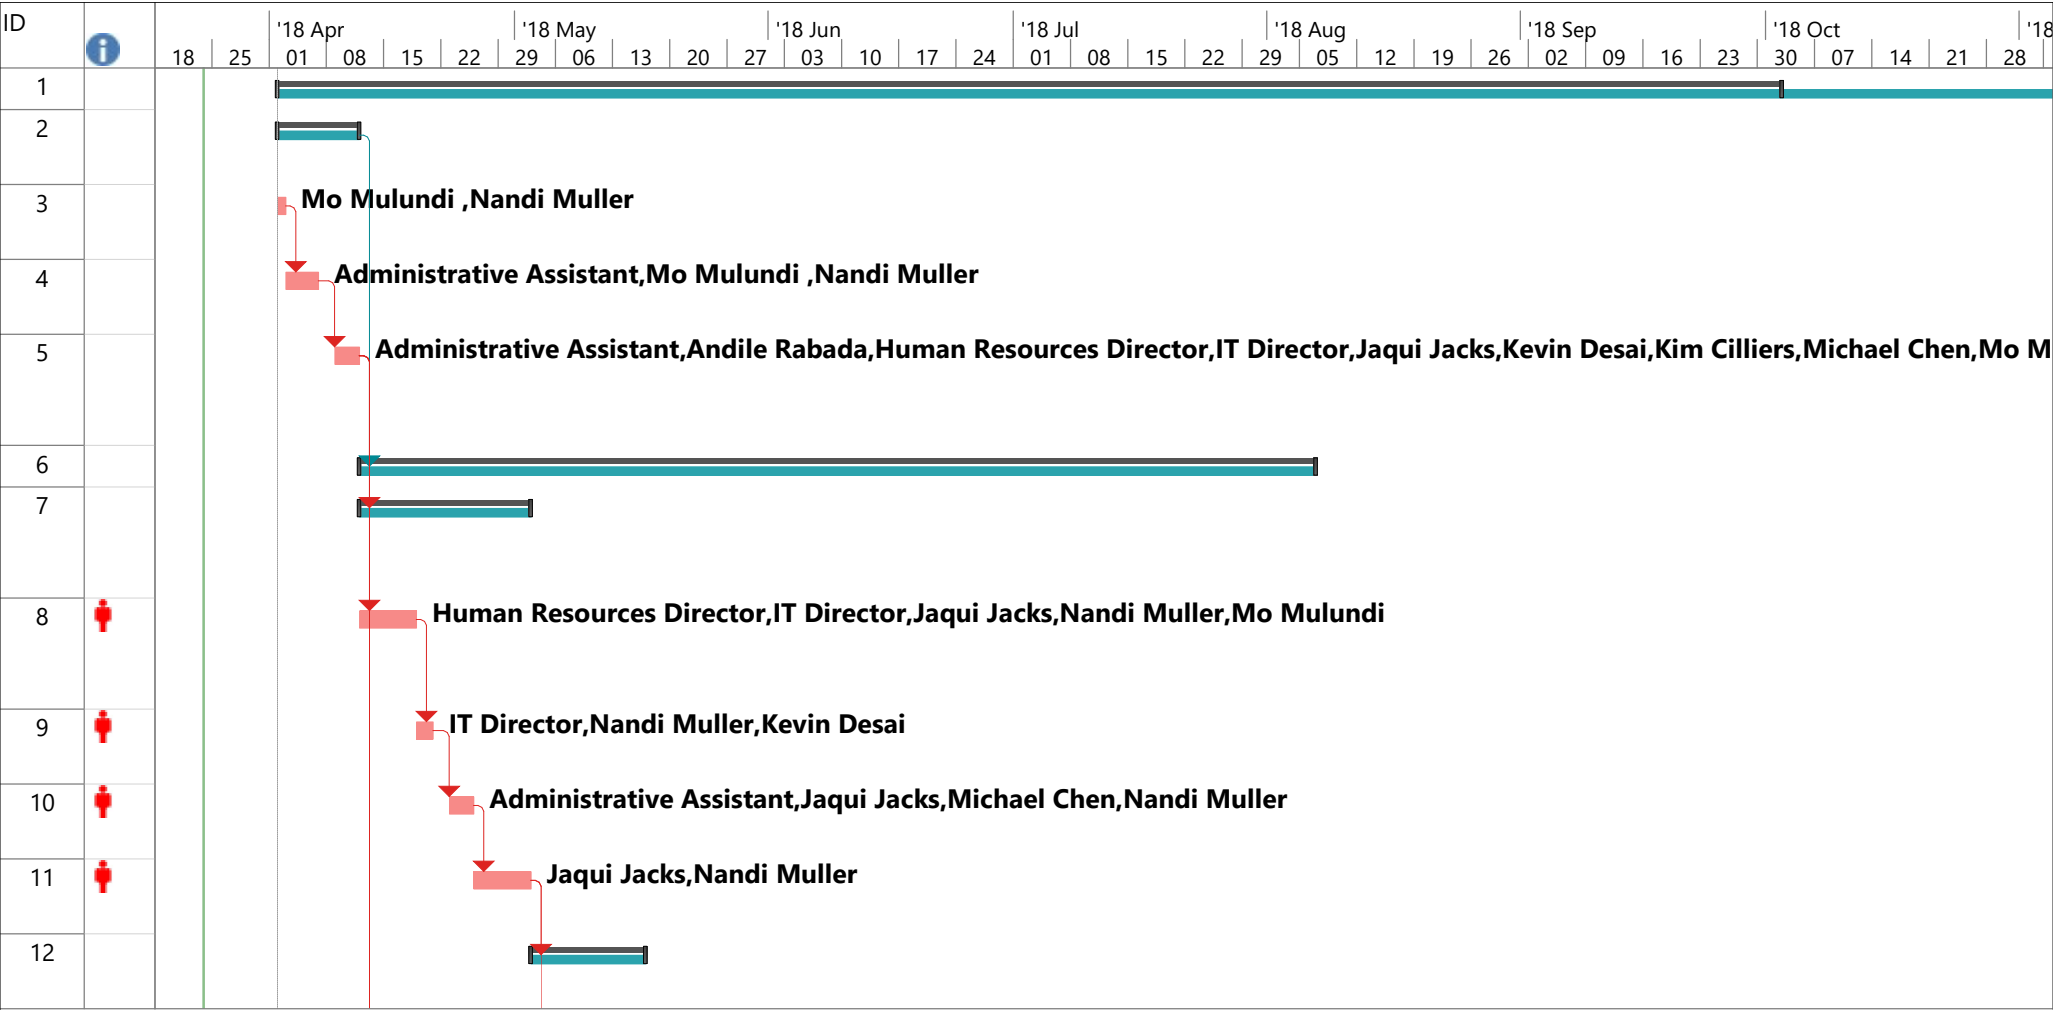 ID
'18 Apr '18 May '18 Jun '18 Jul '18 Aug '18 Sep '18 Oct '18
18 25 01 08 15 22 29 06 13 20 27 03 10 17 24 01 08 15 22 29 05 12 19 26 02 09 16 23 30 07 14 21 28
1
2
3 Mo Mulundi ,Nandi Muller
4 Administrative Assistant,Mo Mulundi ,Nandi Muller
5 Administrative Assistant,Andile Rabada,Human Resources Director,IT Director,Jaqui Jacks,Kevin Desai,Kim Cilliers,Michael Chen,Mo M
6
7
8 Human Resources Director,IT Director,Jaqui Jacks,Nandi Muller,Mo Mulundi
9 IT Director,Nandi Muller,Kevin Desai
10 Administrative Assistant,Jaqui Jacks,Michael Chen,Nandi Muller
11 Jaqui Jacks,Nandi Muller
12